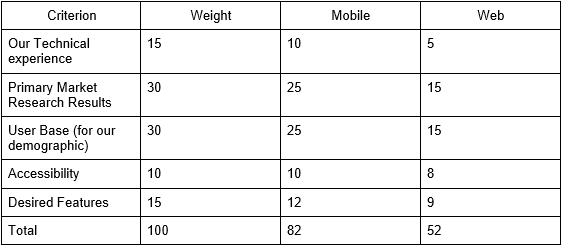 Criterion Weight Mobile Web
Our Technical 15 10 5
experience
Primary Market 30 25 15
Research Results
User Base (for our 30 25 15
demographic)
Accessibility 10 10 8
Desired Features 15 12 9
Total 100 82 52